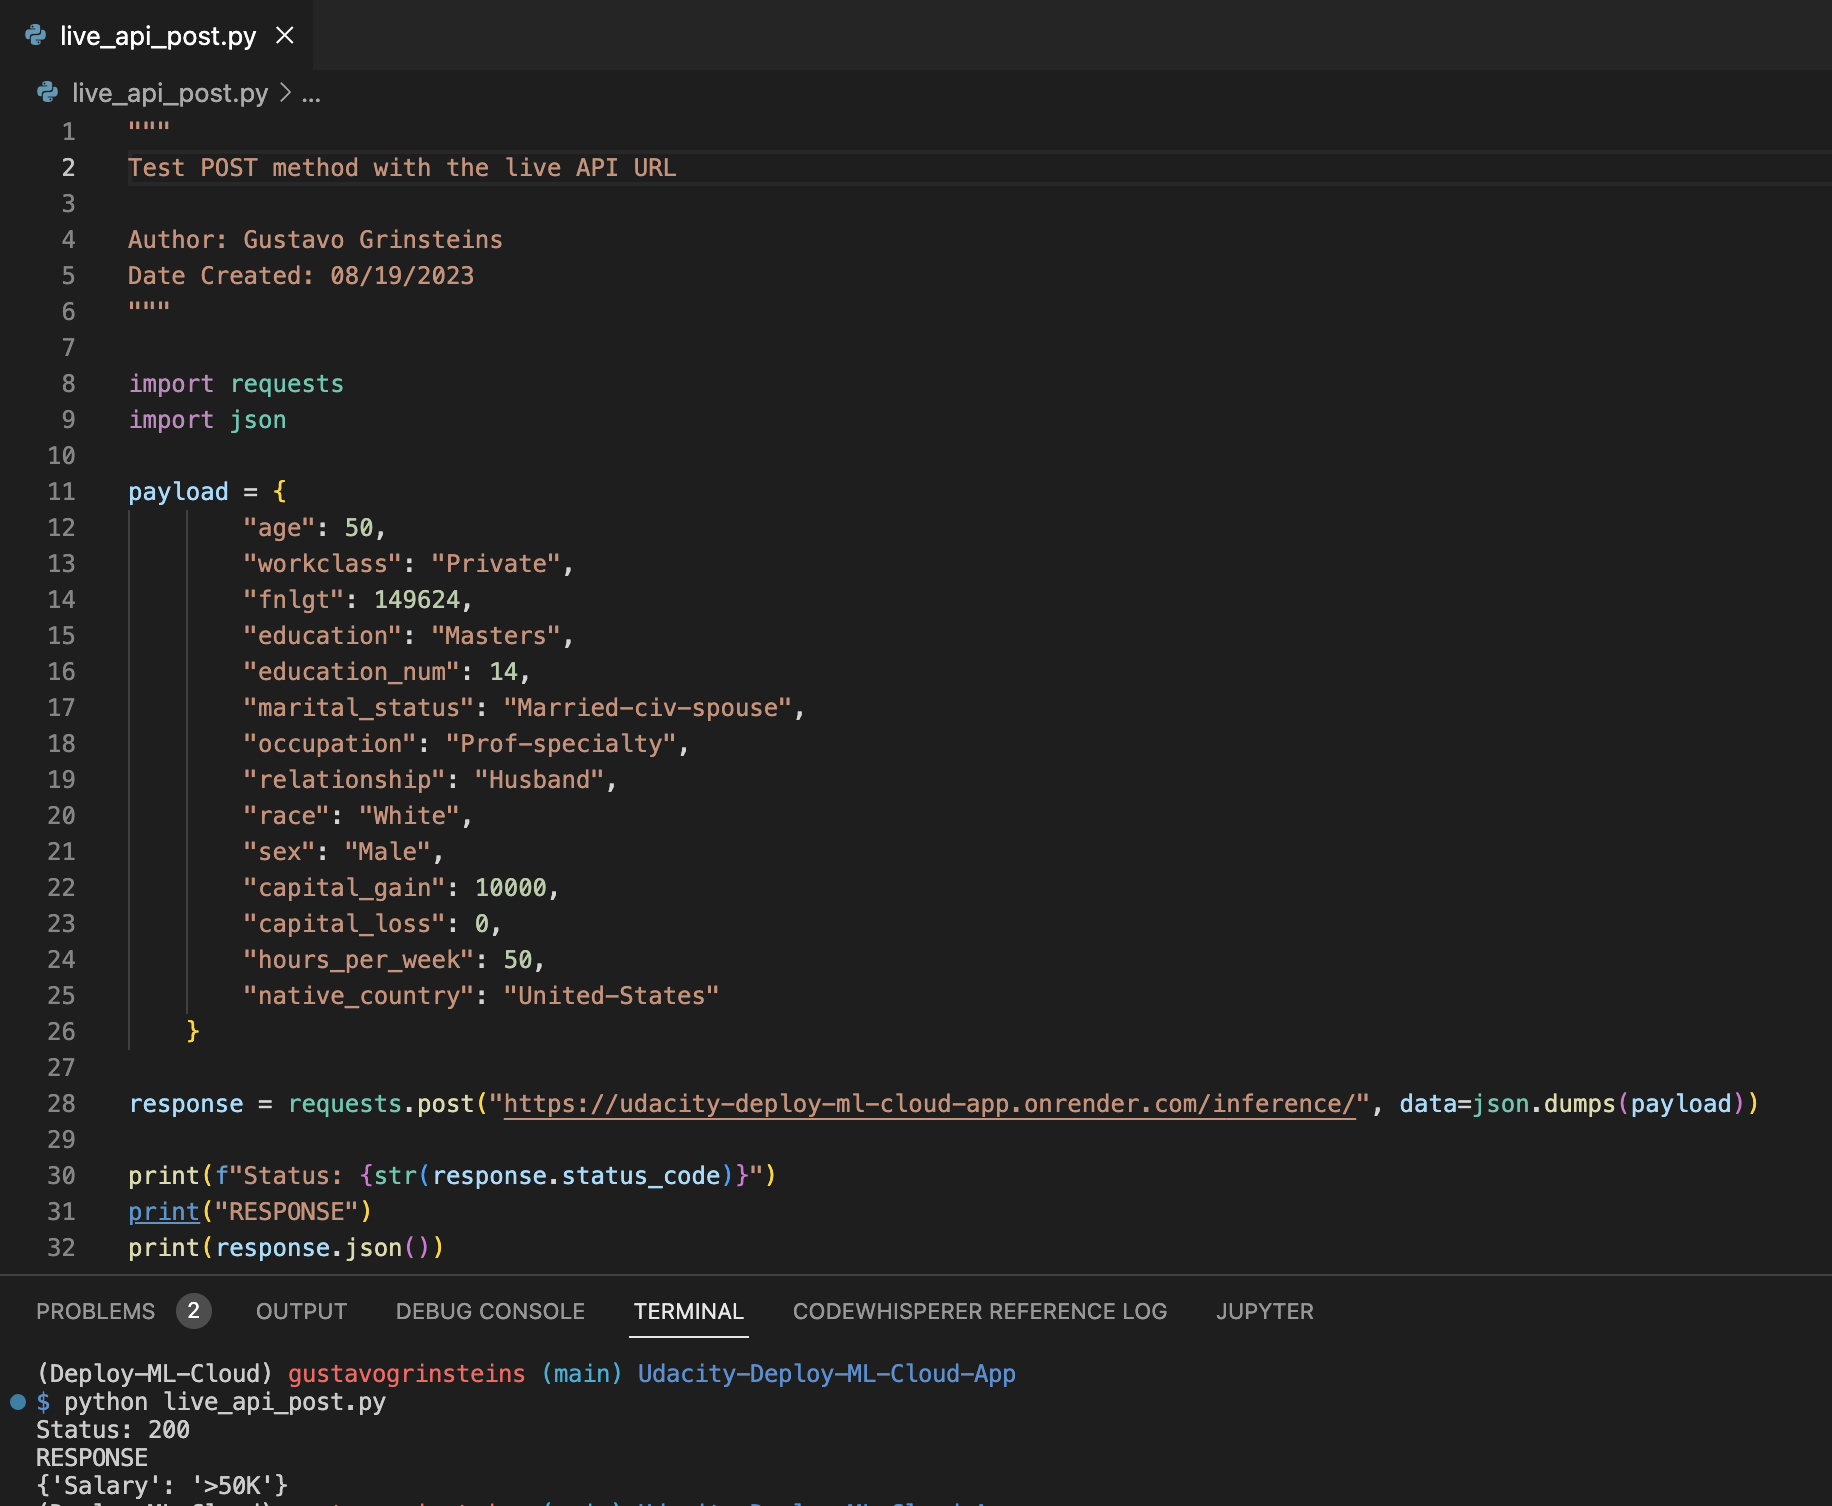 live_api_post.py
live_api_post.py > ...
1 """
2 Test POST method with the live API URL
3
4 Author: Gustavo Grinsteins
5 Date Created: 08/19/2023
6 """
7
8 import requests
9 import json
10
11 payload = {
12 "age": 50,
13 "workclass": "Private",
14 "fnlgt": 149624,
15 "education": "Masters",
16 "education_num": 14,
17 "marital_status": "Married-civ-spouse",
18 "occupation": "Prof-specialty",
19 "relationship": "Husband",
20 "race": "White",
21 "sex": "Male",
22 "capital_gain": 10000,
23 "capital_loss": 0,
24 "hours_per_week": 50,
25 "native_country": "United-States"
26 }
27
28 response = requests.post("https://udacity-deploy-ml-cloud-app.onrender.com/inference/", data=json.dumps(payload))
29
30 print(f"Status: {str(response.status_code)}")
31 print("RESPONSE")
32 print(response.json())
PROBLEMS 2 OUTPUT DEBUG CONSOLE TERMINAL CODEWHISPERER REFERENCE LOG JUPYTER
(Deploy-ML-Cloud) gustavogrinsteins (main) Udacity-Deploy-ML-Cloud-App
$ python live_api_post.py
Status: 200
RESPONSE
{'Salary': '>50K'}